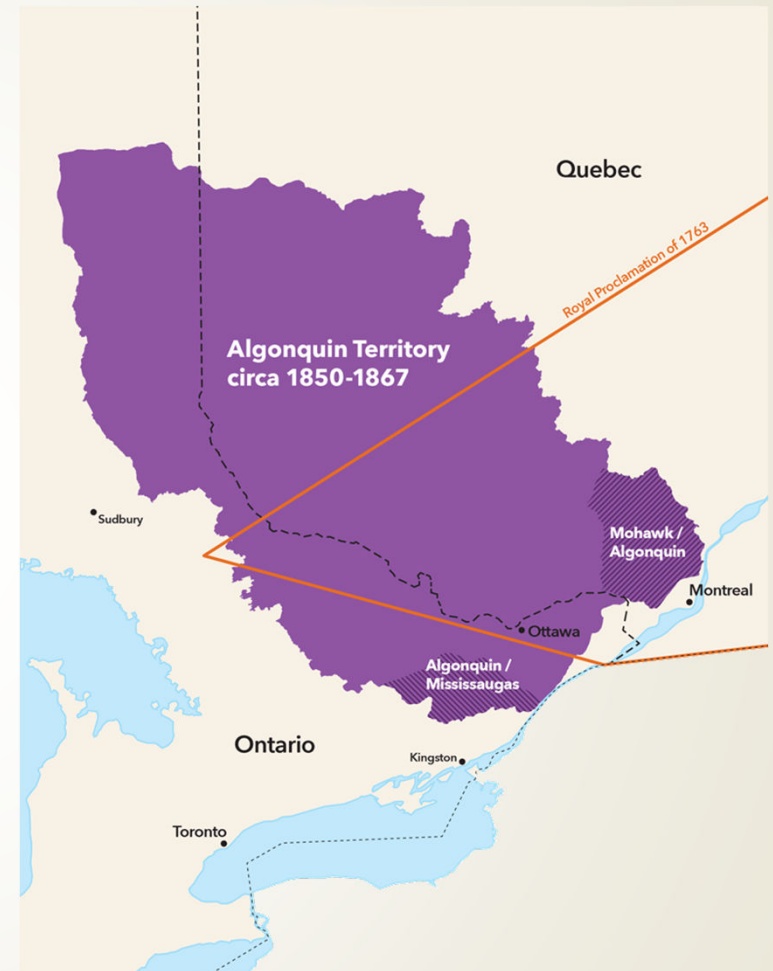 Quebec
Royal Proclamation of 1763
Algonquin Territory
circa 1850-1867
Sudbury
Mohawk /
Algonquin
Montreal
Ottawa
Algonquin /
Mississaugas
Ontario
Kingston
Toronto